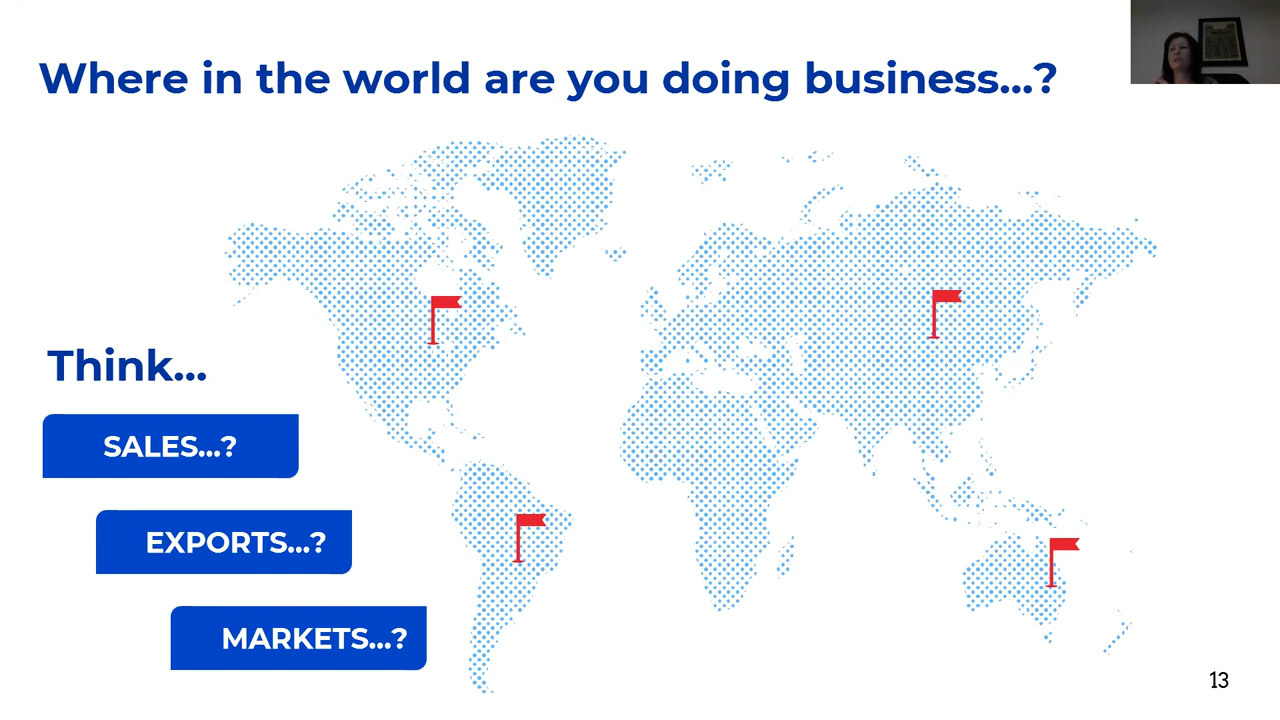 Where in the world are you doing business...?
Think...
SALES...?
EXPORTS...?
MARKETS...?
13